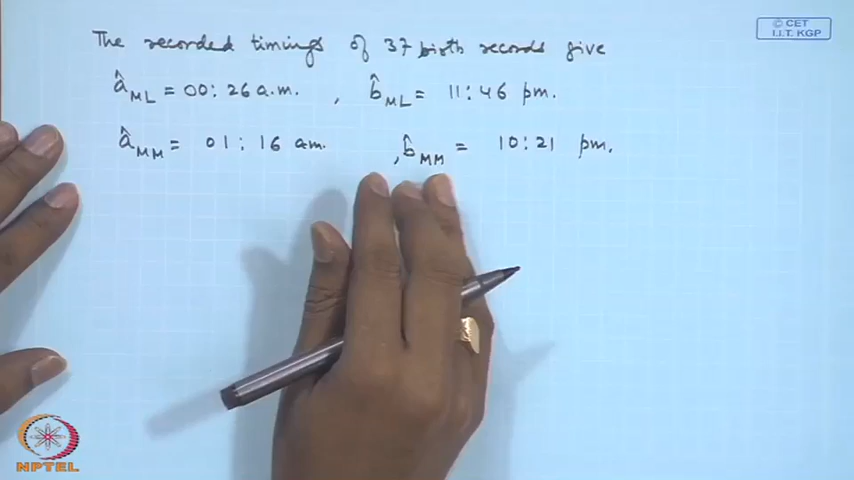 The recorded timings of 37 birth records give
âML = 00:26 a.m. , b̂ML = 11:46 pm.
âMM = 01:16 am. , b̂MM = 10:21 pm.
© CET
I.I.T. KGP
NPTEL